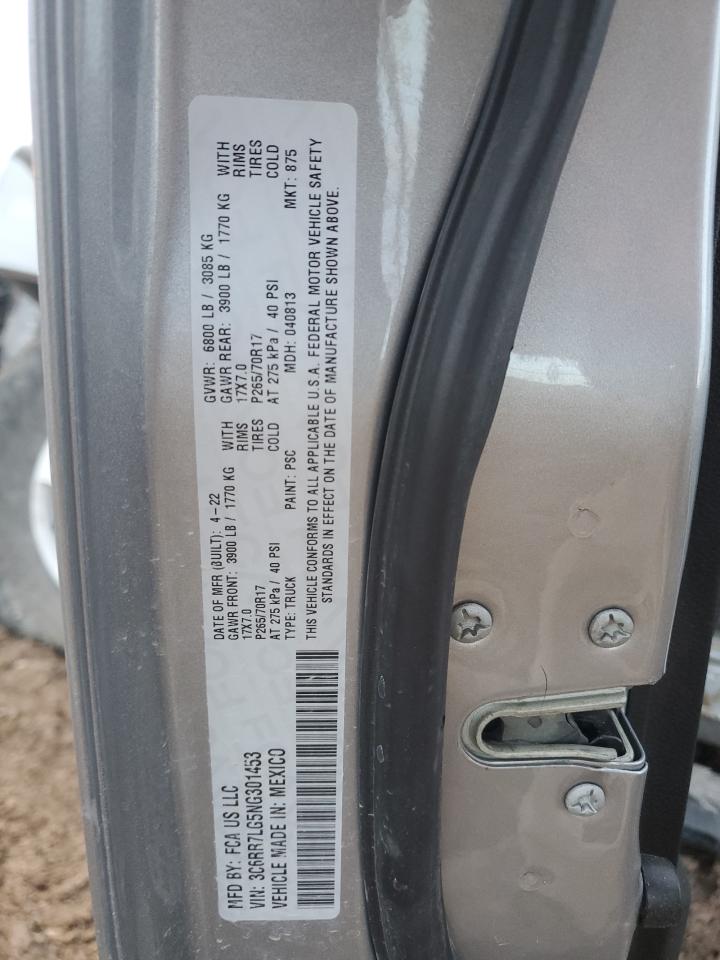 MFD BY: FCA US LLC
VIN: 3C6RR7LG5NG301453
VEHICLE MADE IN: MEXICO
DATE OF MFR (BUILT): 4-22 GVWR: 6800 LB / 3085 KG
GAWR FRONT: 3900 LB / 1770 KG WITH GAWR REAR: 3900 LB / 1770 KG WITH
17X7.0 RIMS 17X7.0 RIMS
P265/70R17 TIRES P265/70R17 TIRES
AT 275 kPa / 40 PSI COLD AT 275 kPa / 40 PSI COLD
TYPE: TRUCK PAINT: PSC MDH: 040813 MKT: 875
THIS VEHICLE CONFORMS TO ALL APPLICABLE U.S.A. FEDERAL MOTOR VEHICLE SAFETY
STANDARDS IN EFFECT ON THE DATE OF MANUFACTURE SHOWN ABOVE.